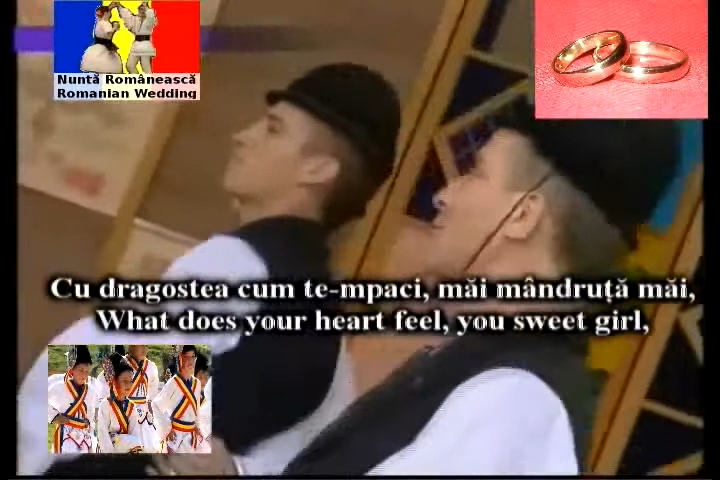 Nuntă Românească
Romanian Wedding
Cu dragostea cum te-mpaci, măi mândruță măi,
What does your heart feel, you sweet girl,